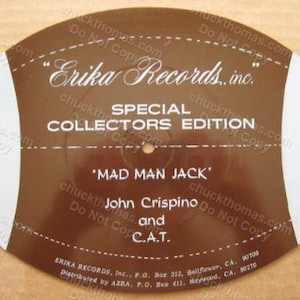 "Erika Records, inc."
SPECIAL
COLLECTORS EDITION
"MAD MAN JACK"
John Crispino
and
C.A.T.
ERIKA RECORDS, Inc., P.O. Box 312, Bellflower, CA. 90706
Distributed by AZRA, P.O. Box 411, Maywood, CA. 90270
chuckthomas.com
Do Not Copy